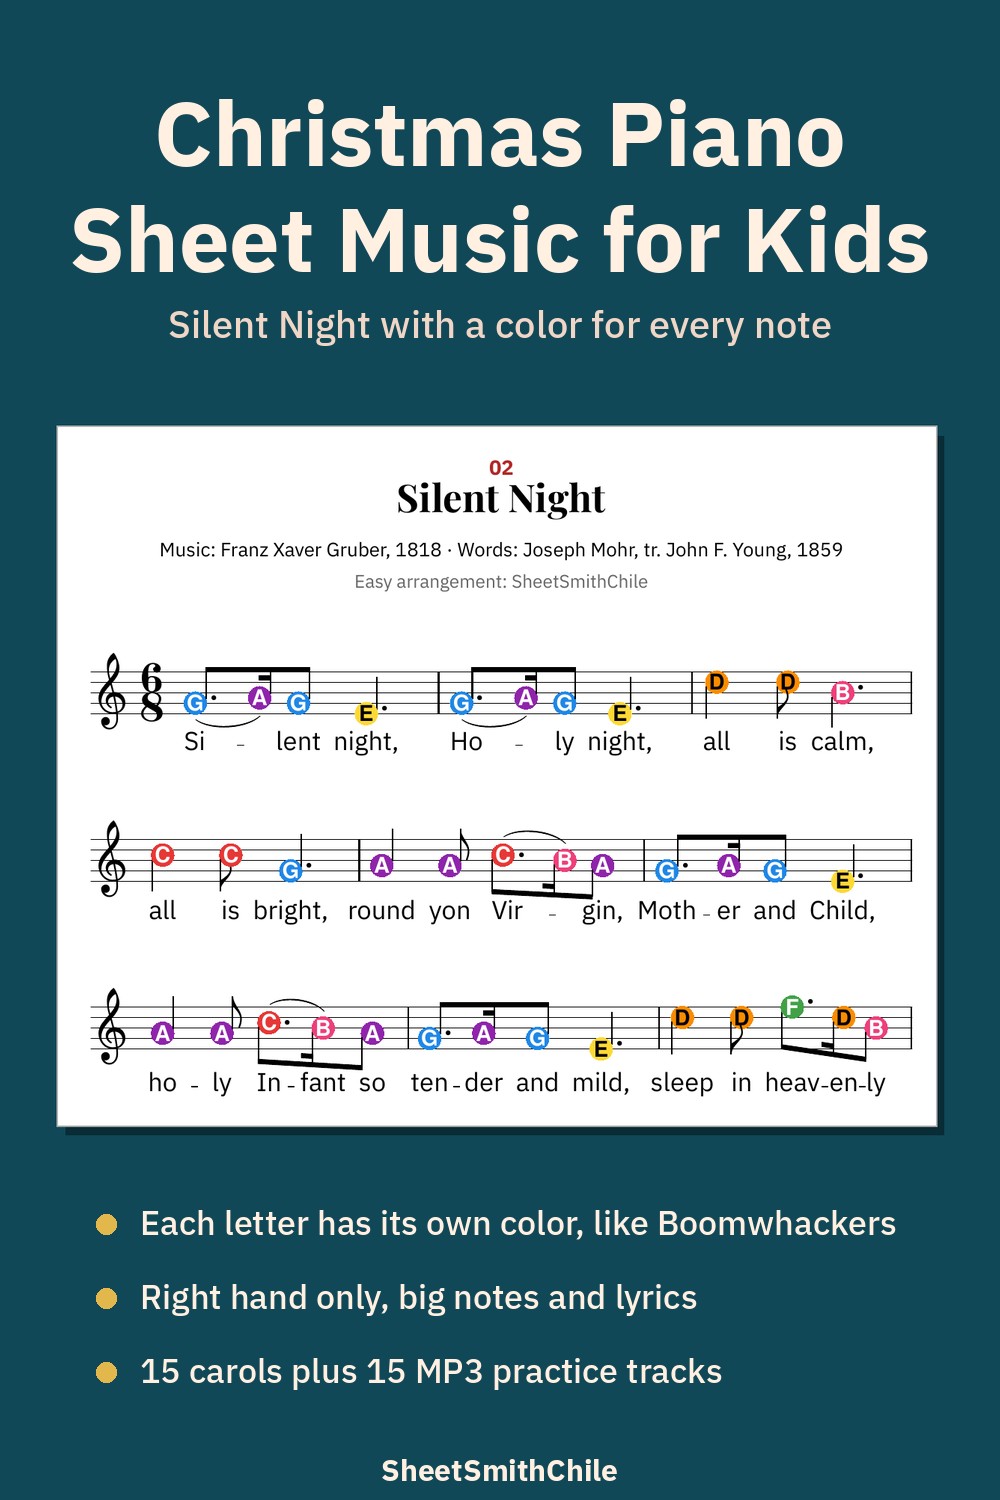 Christmas Piano
Sheet Music for Kids
Silent Night with a color for every note
02
Silent Night
Music: Franz Xaver Gruber, 1818 · Words: Joseph Mohr, tr. John F. Young, 1859
Easy arrangement: SheetSmithChile
6
8
G A G E G A G E D D B
Si - lent night, Ho - ly night, all is calm,
C C G A A C B A G A G E
all is bright, round yon Vir - gin, Moth - er and Child,
A A C B A G A G E D D F D B
ho - ly In - fant so ten - der and mild, sleep in heav-en-ly
Each letter has its own color, like Boomwhackers
Right hand only, big notes and lyrics
15 carols plus 15 MP3 practice tracks
SheetSmithChile